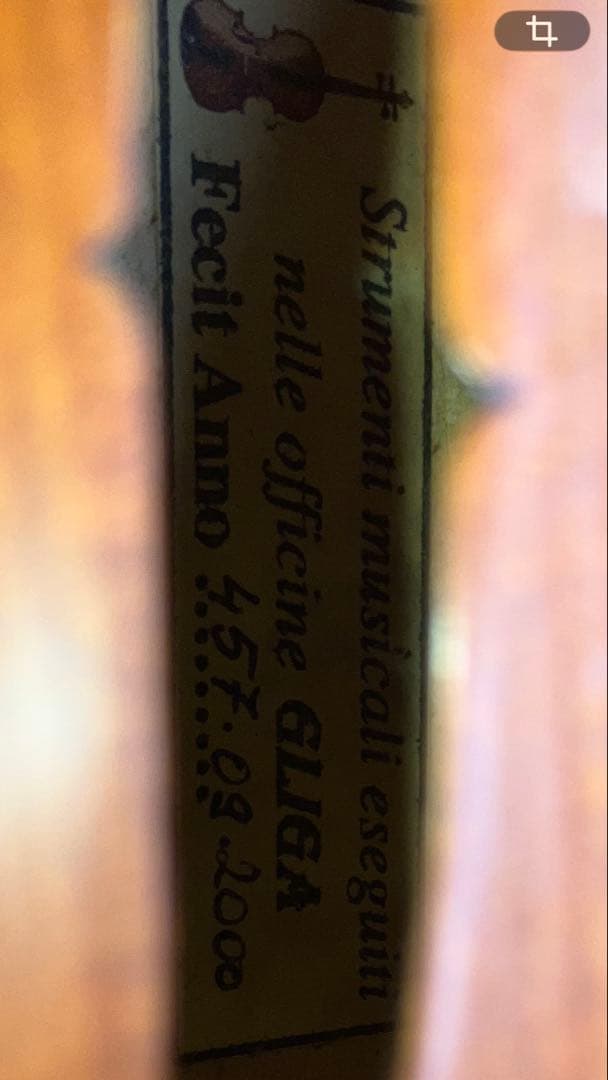 Strumenti musicali eseguiti
nelle officine GLIGA
Fecit Anno 457.09.2000